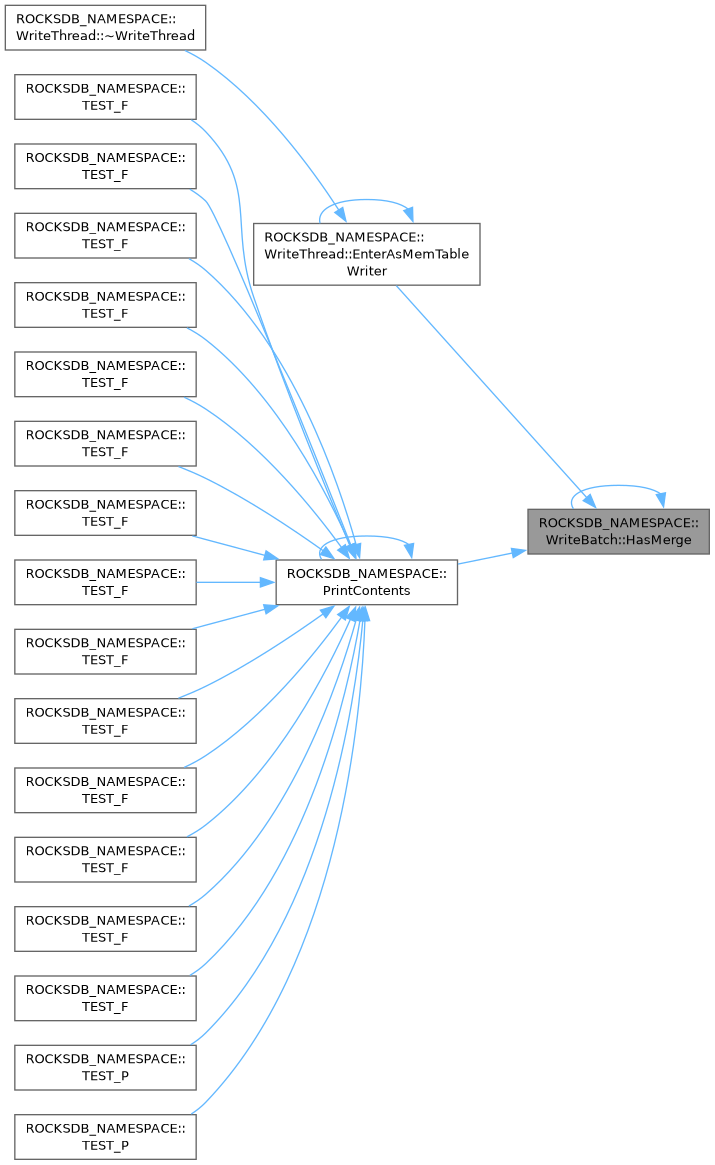 ROCKSDB_NAMESPACE::
WriteThread::~WriteThread
ROCKSDB_NAMESPACE::
TEST_F
ROCKSDB_NAMESPACE::
TEST_F
ROCKSDB_NAMESPACE::
TEST_F
ROCKSDB_NAMESPACE::
TEST_F
ROCKSDB_NAMESPACE::
TEST_F
ROCKSDB_NAMESPACE::
TEST_F
ROCKSDB_NAMESPACE::
TEST_F
ROCKSDB_NAMESPACE::
TEST_F
ROCKSDB_NAMESPACE::
TEST_F
ROCKSDB_NAMESPACE::
TEST_F
ROCKSDB_NAMESPACE::
TEST_F
ROCKSDB_NAMESPACE::
TEST_F
ROCKSDB_NAMESPACE::
TEST_F
ROCKSDB_NAMESPACE::
TEST_F
ROCKSDB_NAMESPACE::
TEST_P
ROCKSDB_NAMESPACE::
TEST_P
ROCKSDB_NAMESPACE::
WriteThread::EnterAsMemTable
Writer
ROCKSDB_NAMESPACE::
PrintContents
ROCKSDB_NAMESPACE::
WriteBatch::HasMerge